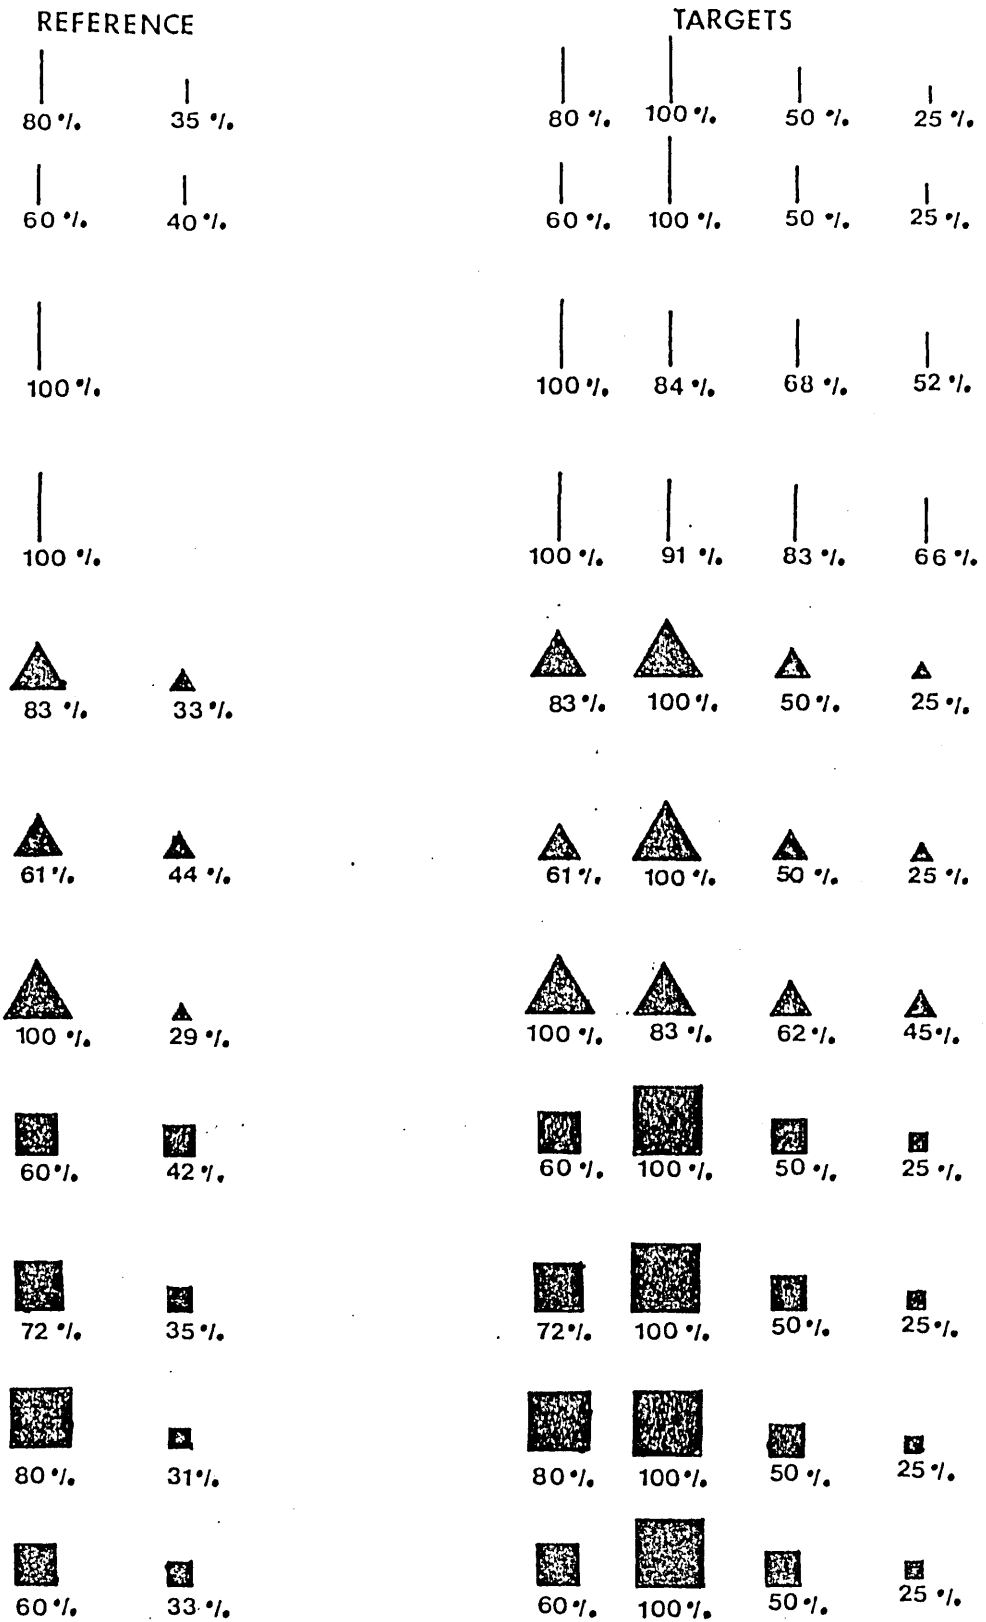 REFERENCE TARGETS
80 % 35 % 80 % 100 % 50 % 25 %
60 % 40 % 60 % 100 % 50 % 25 %
100 % 100 % 84 % 68 % 52 %
100 % 100 % 91 % 83 % 66 %
83 % 33 % 83 % 100 % 50 % 25 %
61 % 44 % 61 % 100 % 50 % 25 %
100 % 29 % 100 % 83 % 62 % 45 %
60 % 42 % 60 % 100 % 50 % 25 %
72 % 35 % 72 % 100 % 50 % 25 %
80 % 31 % 80 % 100 % 50 % 25 %
60 % 33 % 60 % 100 % 50 % 25 %